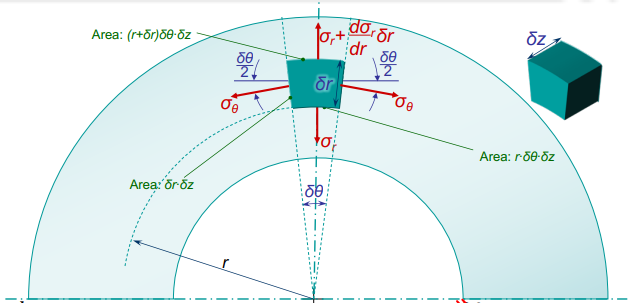 Area: (r+δr)δθ·δz
σᵣ+ dσᵣ/dr δr
δz
δθ/2
δθ/2
δr
σθ
σθ
σᵣ
Area: r·δθ·δz
Area: δr·δz
δθ
r